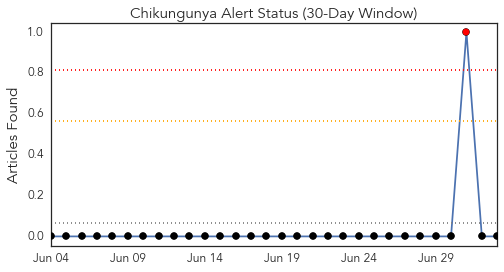 Chikungunya Alert Status (30-Day Window)
Articles Found
1.0
0.8
0.6
0.4
0.2
0.0
Jun 04 Jun 09 Jun 14 Jun 19 Jun 24 Jun 29